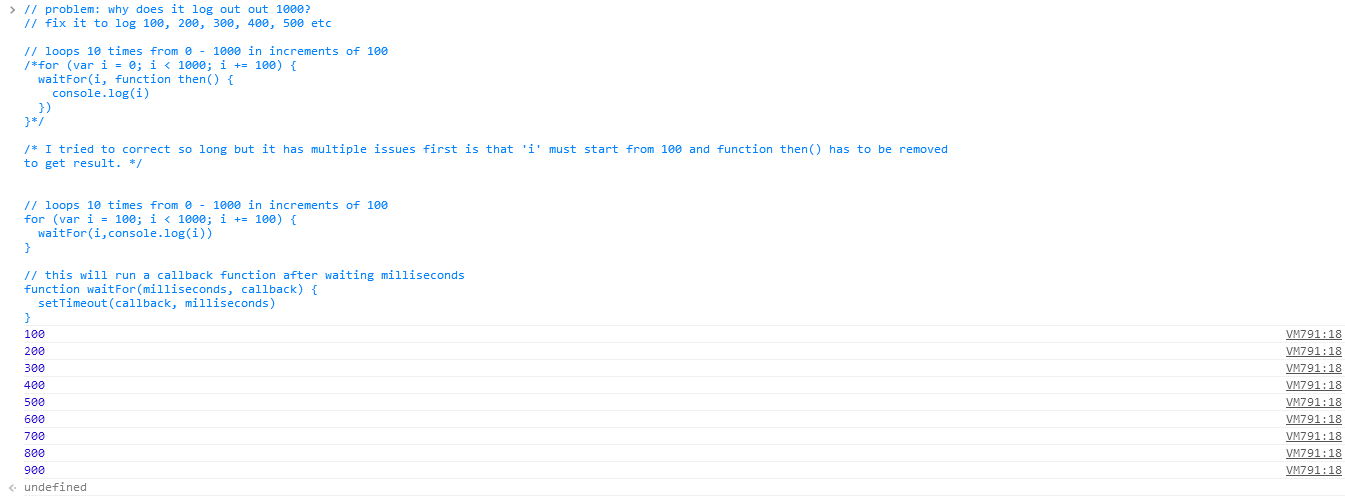 // problem: why does it log out out 1000?
// fix it to log 100, 200, 300, 400, 500 etc
// loops 10 times from 0 - 1000 in increments of 100
/*for (var i = 0; i < 1000; i += 100) {
  waitFor(i, function then() {
    console.log(i)
  })
}*/
/* I tried to correct so long but it has multiple issues first is that 'i' must start from 100 and function then() has to be removed
to get result. */
// loops 10 times from 0 - 1000 in increments of 100
for (var i = 100; i < 1000; i += 100) {
  waitFor(i,console.log(i))
}
// this will run a callback function after waiting milliseconds
function waitFor(milliseconds, callback) {
  setTimeout(callback, milliseconds)
}
100 VM791:18
200 VM791:18
300 VM791:18
400 VM791:18
500 VM791:18
600 VM791:18
700 VM791:18
800 VM791:18
900 VM791:18
undefined